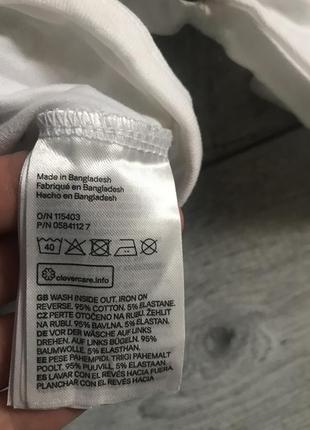 Made in Bangladesh
Fabriqué en Bangladesh
Hecho en Bangladesh
O/N 115403
P/N 0584112 7
40
clevercare.info
GB WASH INSIDE OUT. IRON ON
REVERSE. 95% COTTON. 5% ELASTANE.
CZ PERTE OTOČENO NA RUBU. ŽEHLIT
NA RUBU. 95% BAVLNA. 5% ELASTAN.
DE VOR DER WÄSCHE AUF LINKS
DREHEN. AUF LINKS BÜGELN. 95%
BAUMWOLLE. 5% ELASTHAN.
EE PESE PAHEMPIDI. TRIIGI PAHEMALT
POOLT. 95% PUUVILL. 5% ELASTAAN.
ES LAVAR CON EL REVÉS HACIA FUERA.
PLANCHAR CON EL REVÉS HACIA